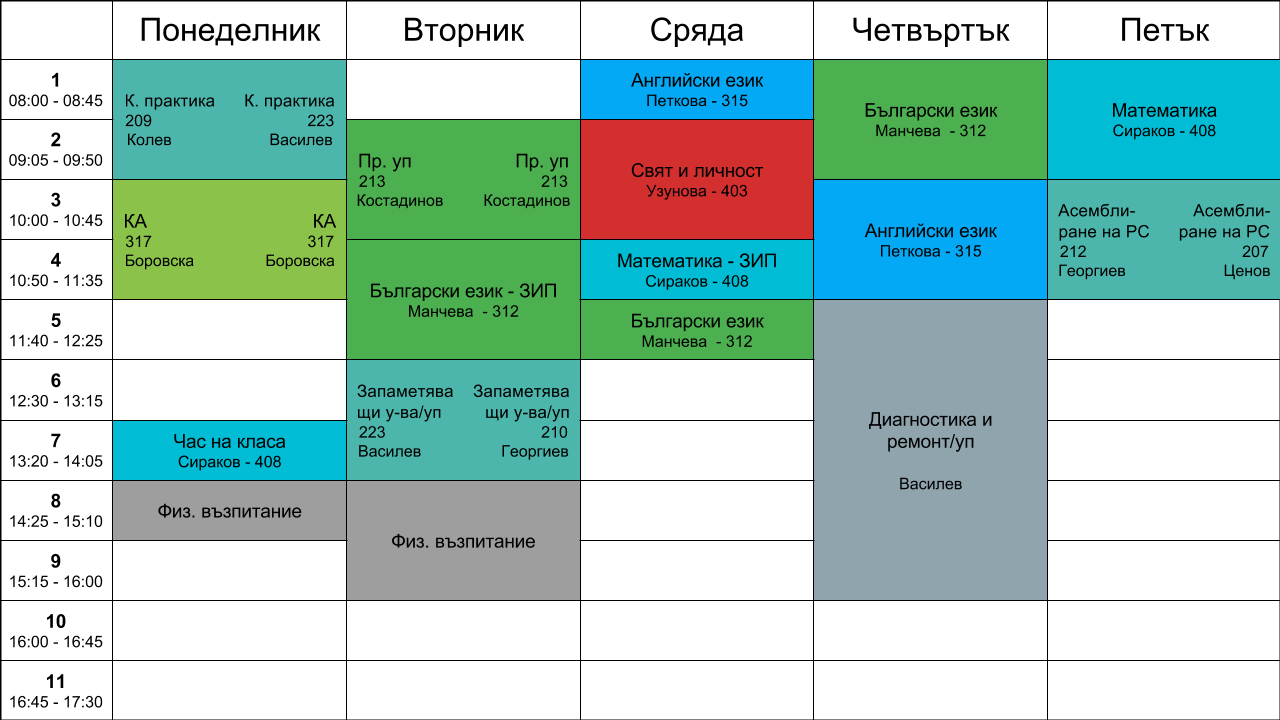 Понеделник Вторник Сряда Четвъртък Петък
1
08:00 - 08:45
2
09:05 - 09:50
3
10:00 - 10:45
4
10:50 - 11:35
5
11:40 - 12:25
6
12:30 - 13:15
7
13:20 - 14:05
8
14:25 - 15:10
9
15:15 - 16:00
10
16:00 - 16:45
11
16:45 - 17:30
К. практика К. практика
209 223
Колев Василев
КА КА
317 317
Боровска Боровска
Час на класа
Сираков - 408
Физ. възпитание
Пр. уп Пр. уп
213 213
Костадинов Костадинов
Български език - ЗИП
Манчева - 312
Запаметява Запаметява
щи у-ва/уп щи у-ва/уп
223 210
Василев Георгиев
Физ. възпитание
Английски език
Петкова - 315
Свят и личност
Узунова - 403
Математика - ЗИП
Сираков - 408
Български език
Манчева - 312
Български език
Манчева - 312
Английски език
Петкова - 315
Диагностика и
ремонт/уп
Василев
Математика
Сираков - 408
Асембли- Асембли-
ране на РС ране на РС
212 207
Георгиев Ценов